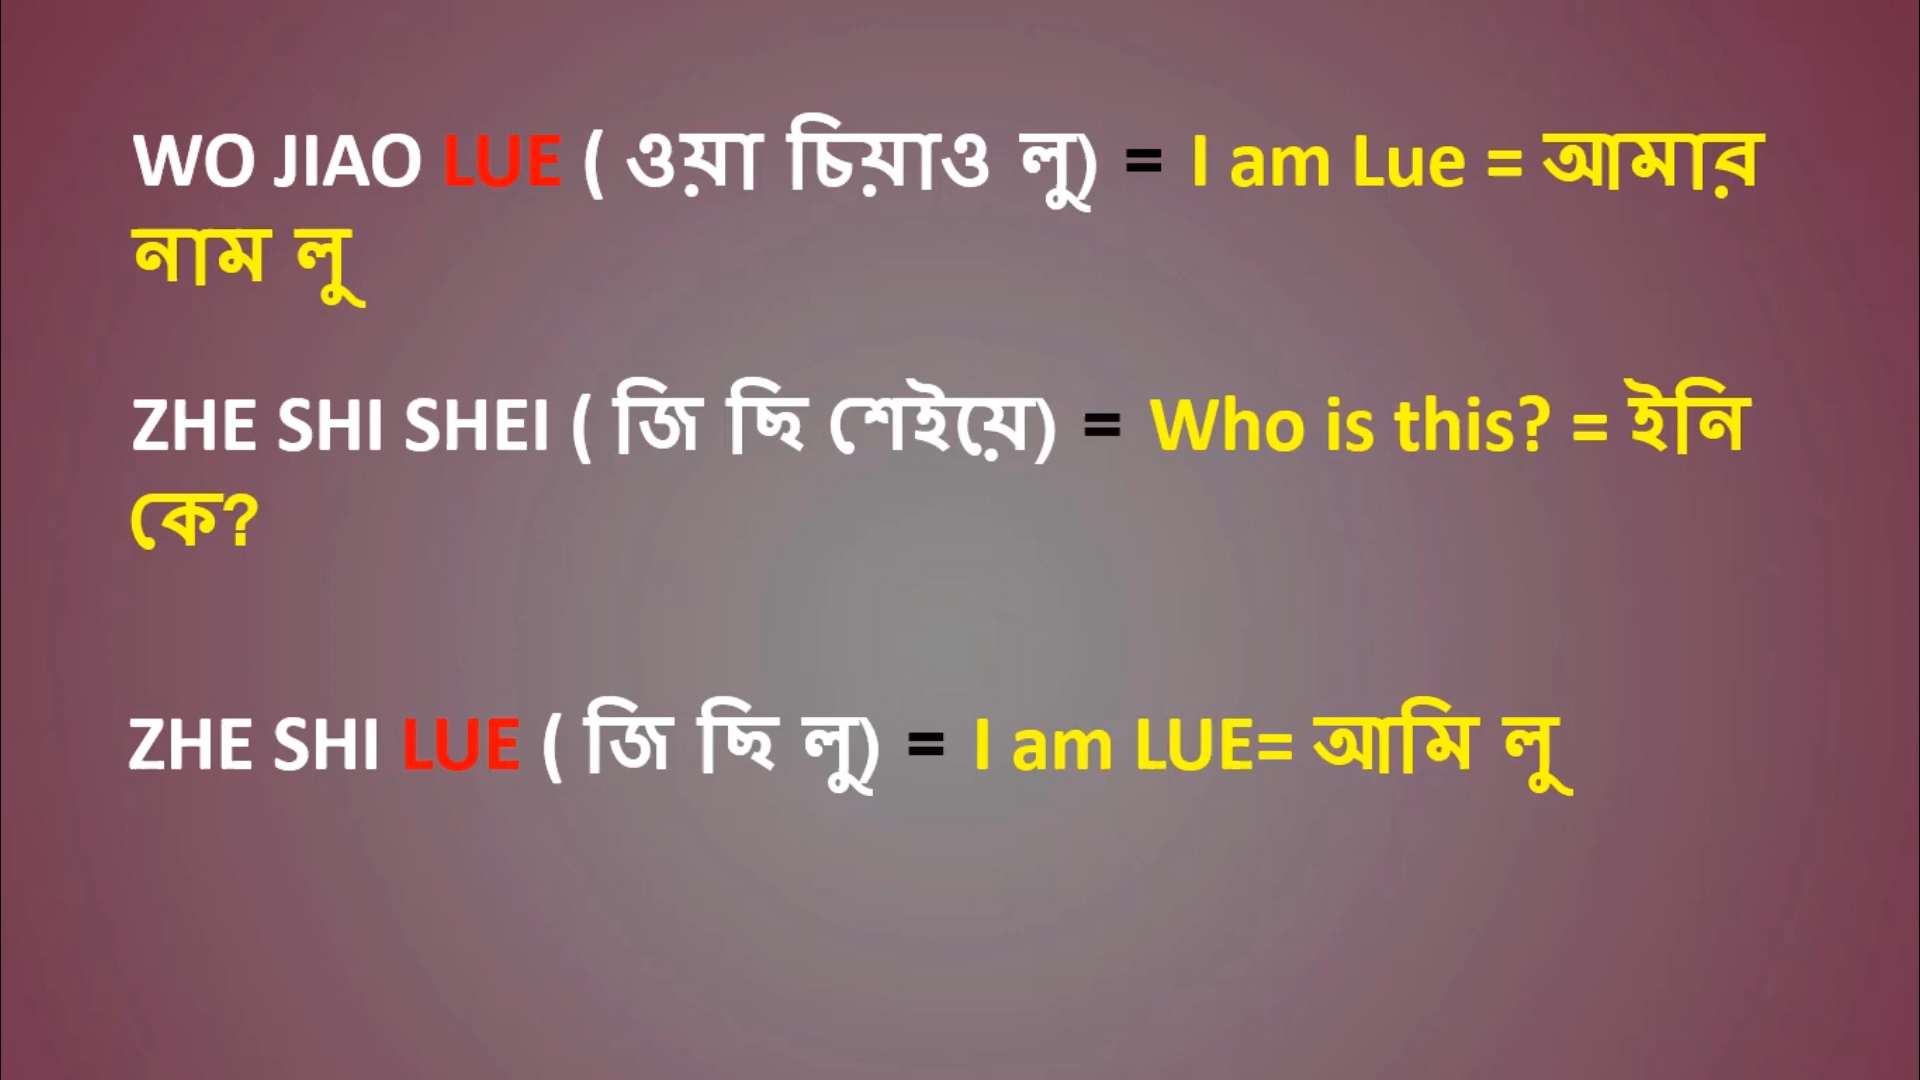 WO JIAO LUE ( ওয়া চিয়াও লু) = I am Lue = আমার
নাম লু
ZHE SHI SHEI ( জি ছি শেইয়ে) = Who is this? = ইনি
কে?
ZHE SHI LUE ( জি ছি লু) = I am LUE= আমি লু